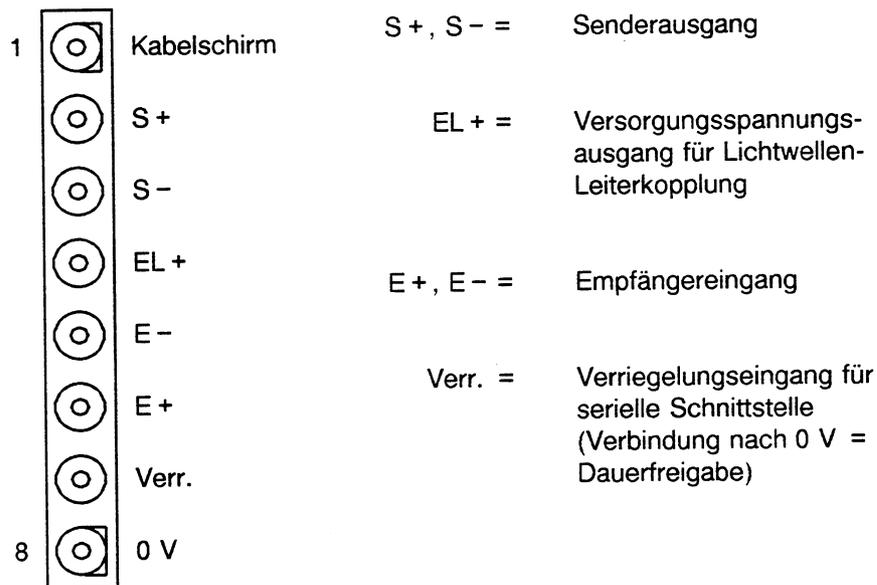 1 Kabelschirm
S+
S−
EL+
E−
E+
Verr.
8 0 V
S+, S− = Senderausgang
EL+ = Versorgungsspannungs-
ausgang für Lichtwellen-
Leiterkopplung
E+, E− = Empfängereingang
Verr. = Verriegelungseingang für
serielle Schnittstelle
(Verbindung nach 0 V =
Dauerfreigabe)